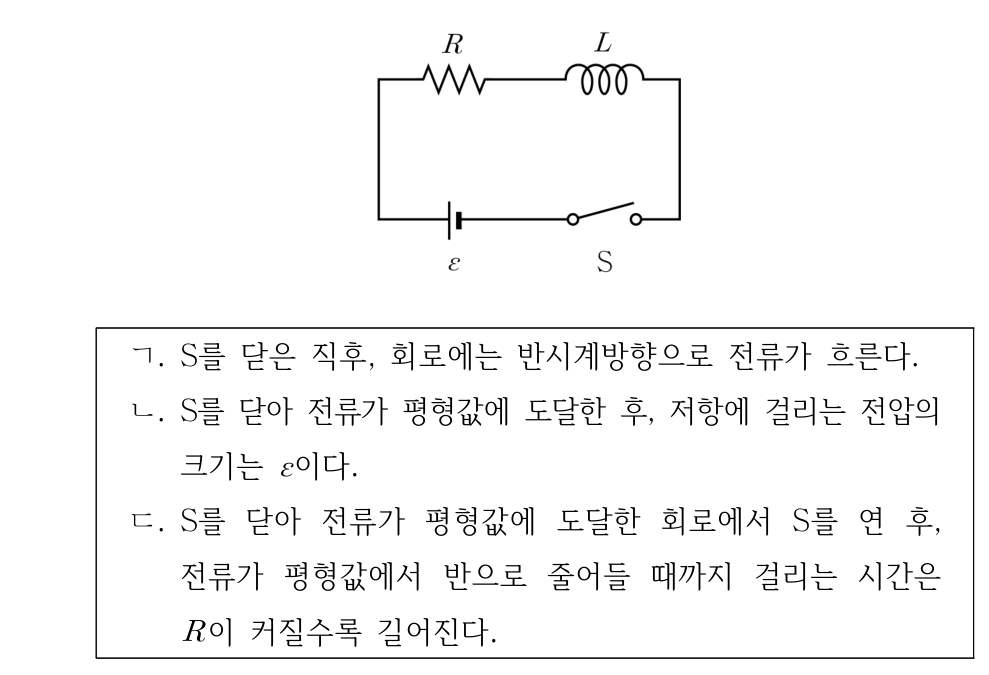 R L
ε S
ㄱ. S를 닫은 직후, 회로에는 반시계방향으로 전류가 흐른다.
ㄴ. S를 닫아 전류가 평형값에 도달한 후, 저항에 걸리는 전압의
크기는 ε이다.
ㄷ. S를 닫아 전류가 평형값에 도달한 회로에서 S를 연 후,
전류가 평형값에서 반으로 줄어들 때까지 걸리는 시간은
R이 커질수록 길어진다.